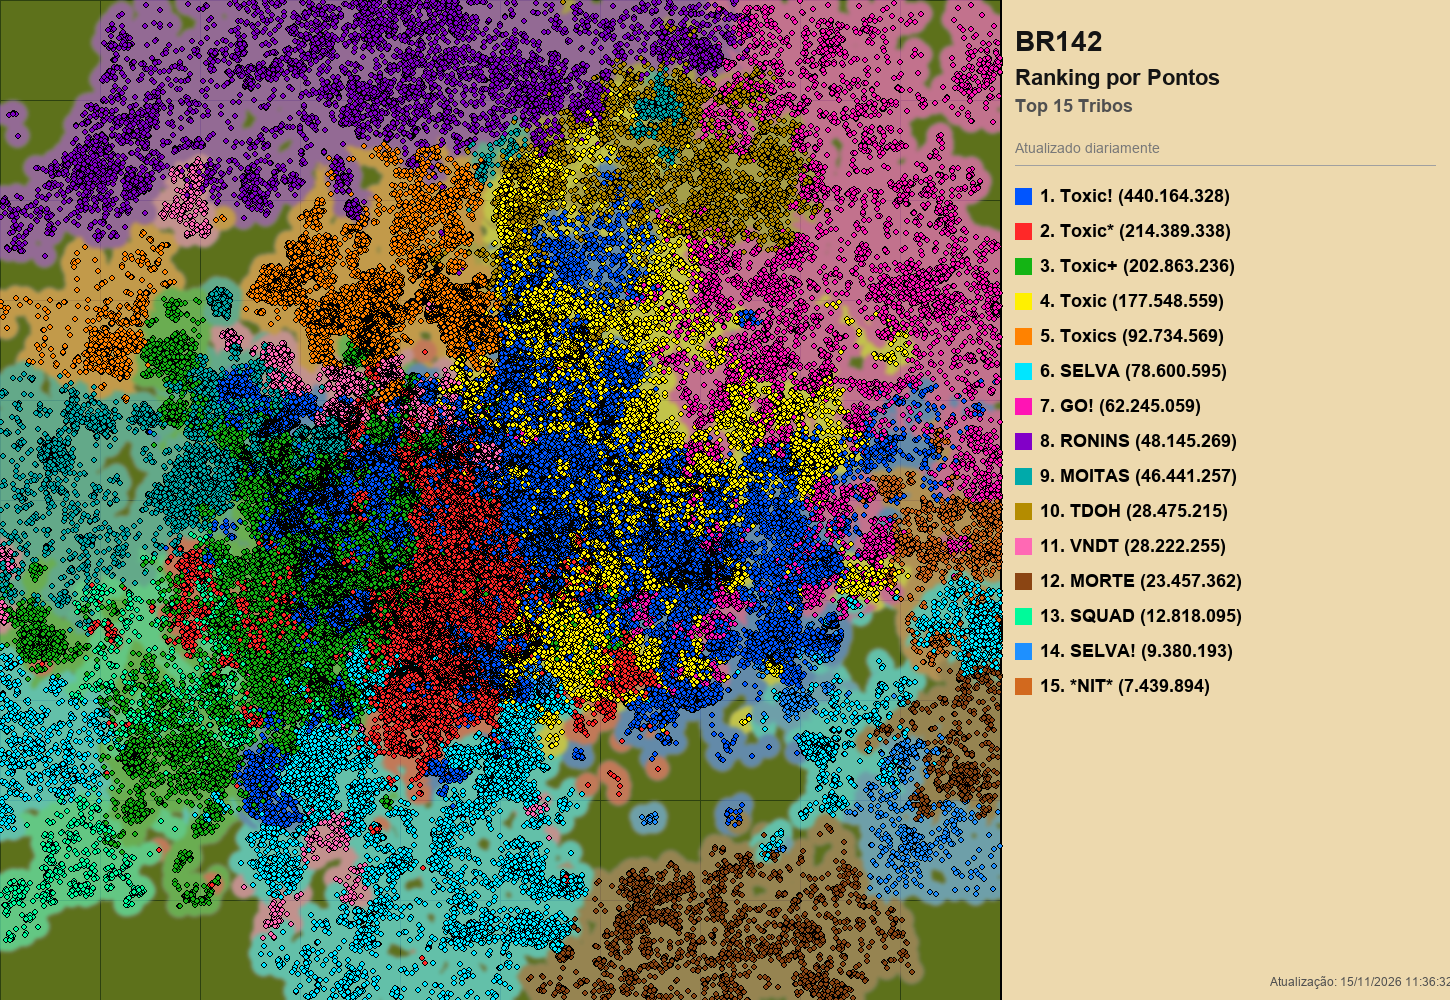 BR142
Ranking por Pontos
Top 15 Tribos
Atualizado diariamente
1. Toxic! (440.164.328)
2. Toxic* (214.389.338)
3. Toxic+ (202.863.236)
4. Toxic (177.548.559)
5. Toxics (92.734.569)
6. SELVA (78.600.595)
7. GO! (62.245.059)
8. RONINS (48.145.269)
9. MOITAS (46.441.257)
10. TDOH (28.475.215)
11. VNDT (28.222.255)
12. MORTE (23.457.362)
13. SQUAD (12.818.095)
14. SELVA! (9.380.193)
15. *NIT* (7.439.894)
Atualização: 15/11/2026 11:36:32